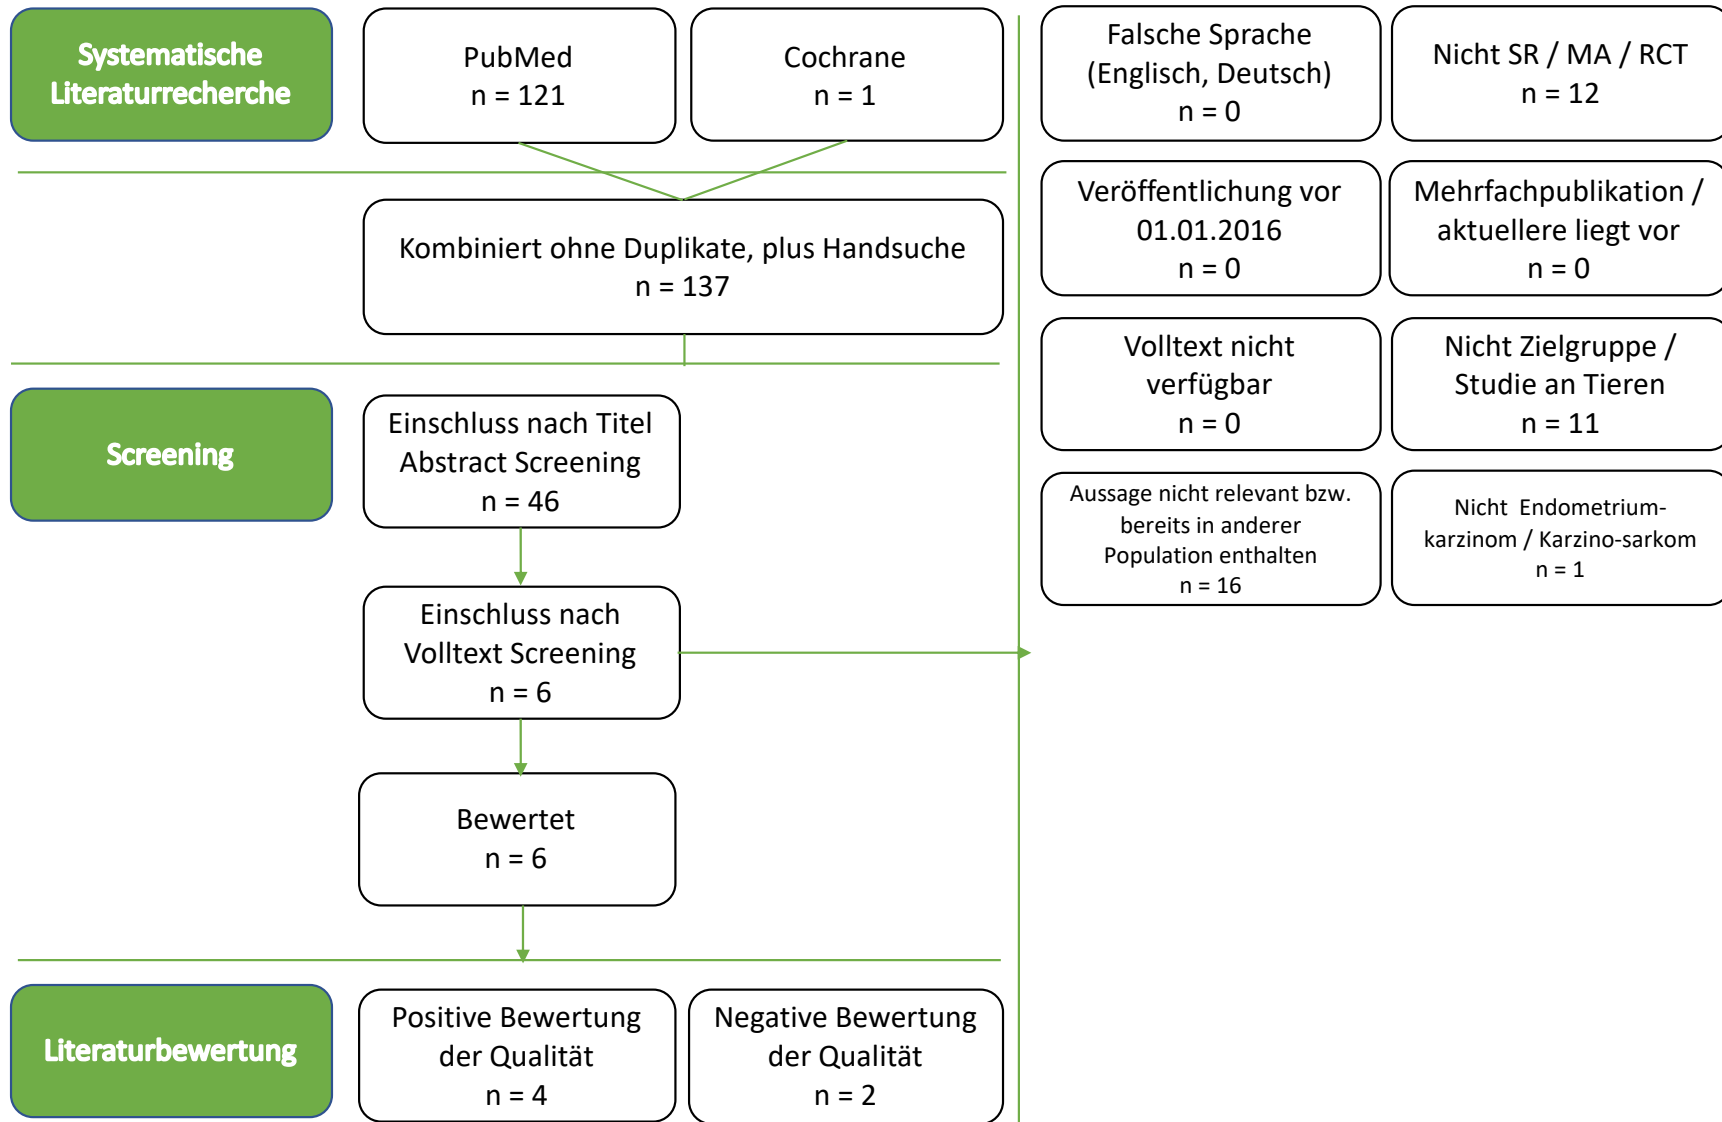 Systematische
Literaturrecherche
PubMed
n = 121
Cochrane
n = 1
Kombiniert ohne Duplikate, plus Handsuche
n = 137
Screening
Einschluss nach Titel
Abstract Screening
n = 46
Einschluss nach
Volltext Screening
n = 6
Bewertet
n = 6
Literaturbewertung
Positive Bewertung
der Qualität
n = 4
Negative Bewertung
der Qualität
n = 2
Falsche Sprache
(Englisch, Deutsch)
n = 0
Nicht SR / MA / RCT
n = 12
Veröffentlichung vor
01.01.2016
n = 0
Mehrfachpublikation /
aktuellere liegt vor
n = 0
Volltext nicht
verfügbar
n = 0
Nicht Zielgruppe /
Studie an Tieren
n = 11
Aussage nicht relevant bzw.
bereits in anderer
Population enthalten
n = 16
Nicht Endometrium-
karzinom / Karzino-sarkom
n = 1